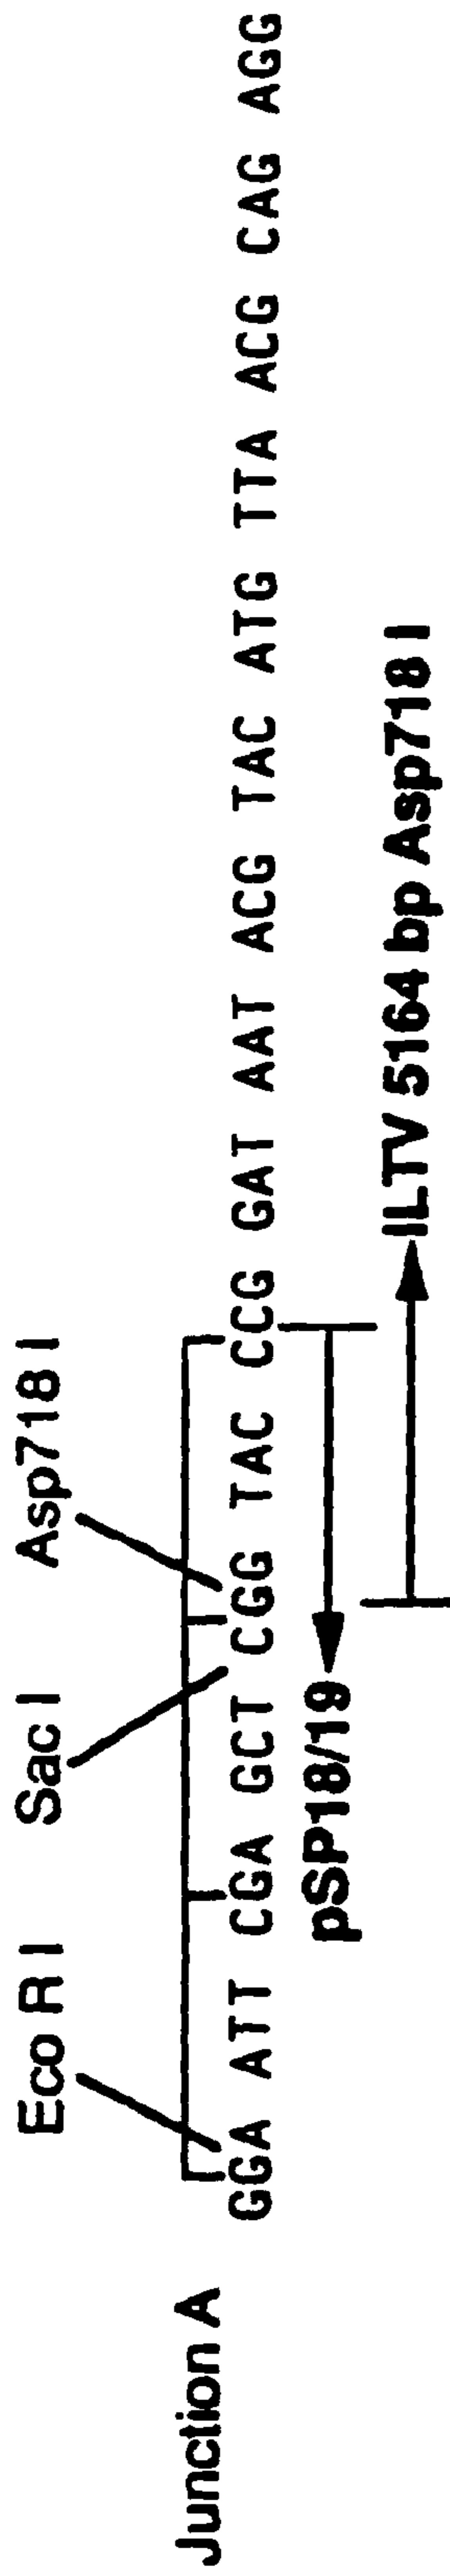 Eco R I Sac I Asp718 I
Junction A GGA ATT CGA GCT CGG TAC CCG GAT AAT ACG TAC ATG TTA ACG CAG AGG
pSP18/19
ILTV 5164 bp Asp718 I